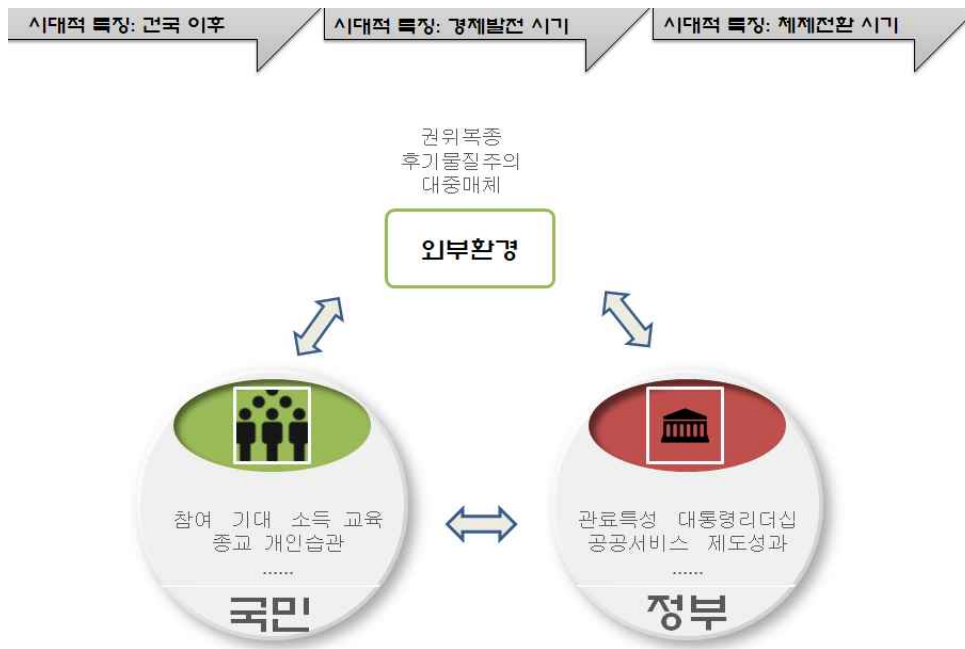 시대적 특징: 건국 이후
시대적 특징: 경제발전 시기
시대적 특징: 체제전환 시기
권위복종
후기물질주의
대중매체
외부환경
참여 기대 소득 교육
종교 개인습관
......
국민
관료특성 대통령리더십
공공서비스 제도성과
......
정부